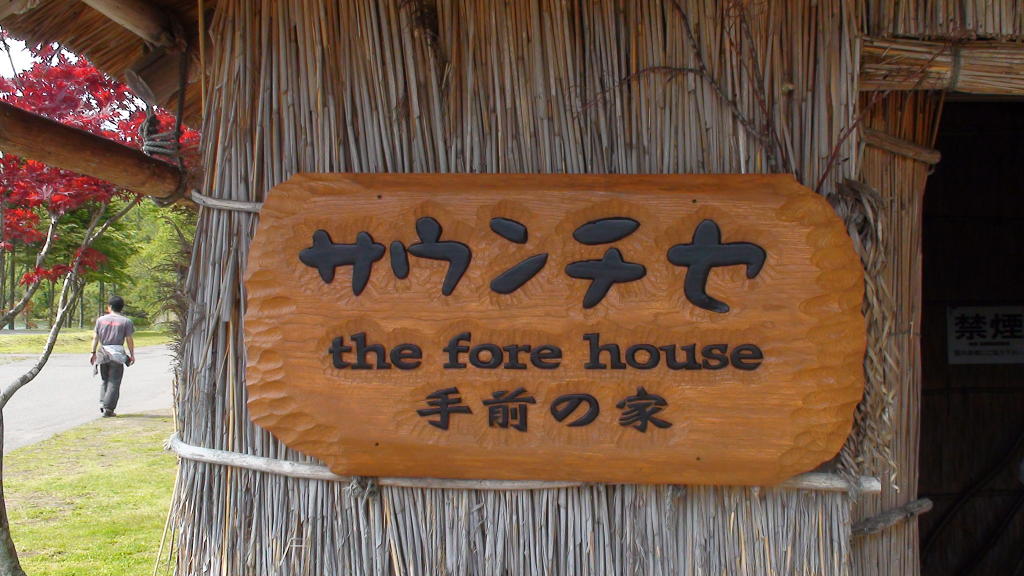 サウンチセ
the fore house
手前の家
禁煙